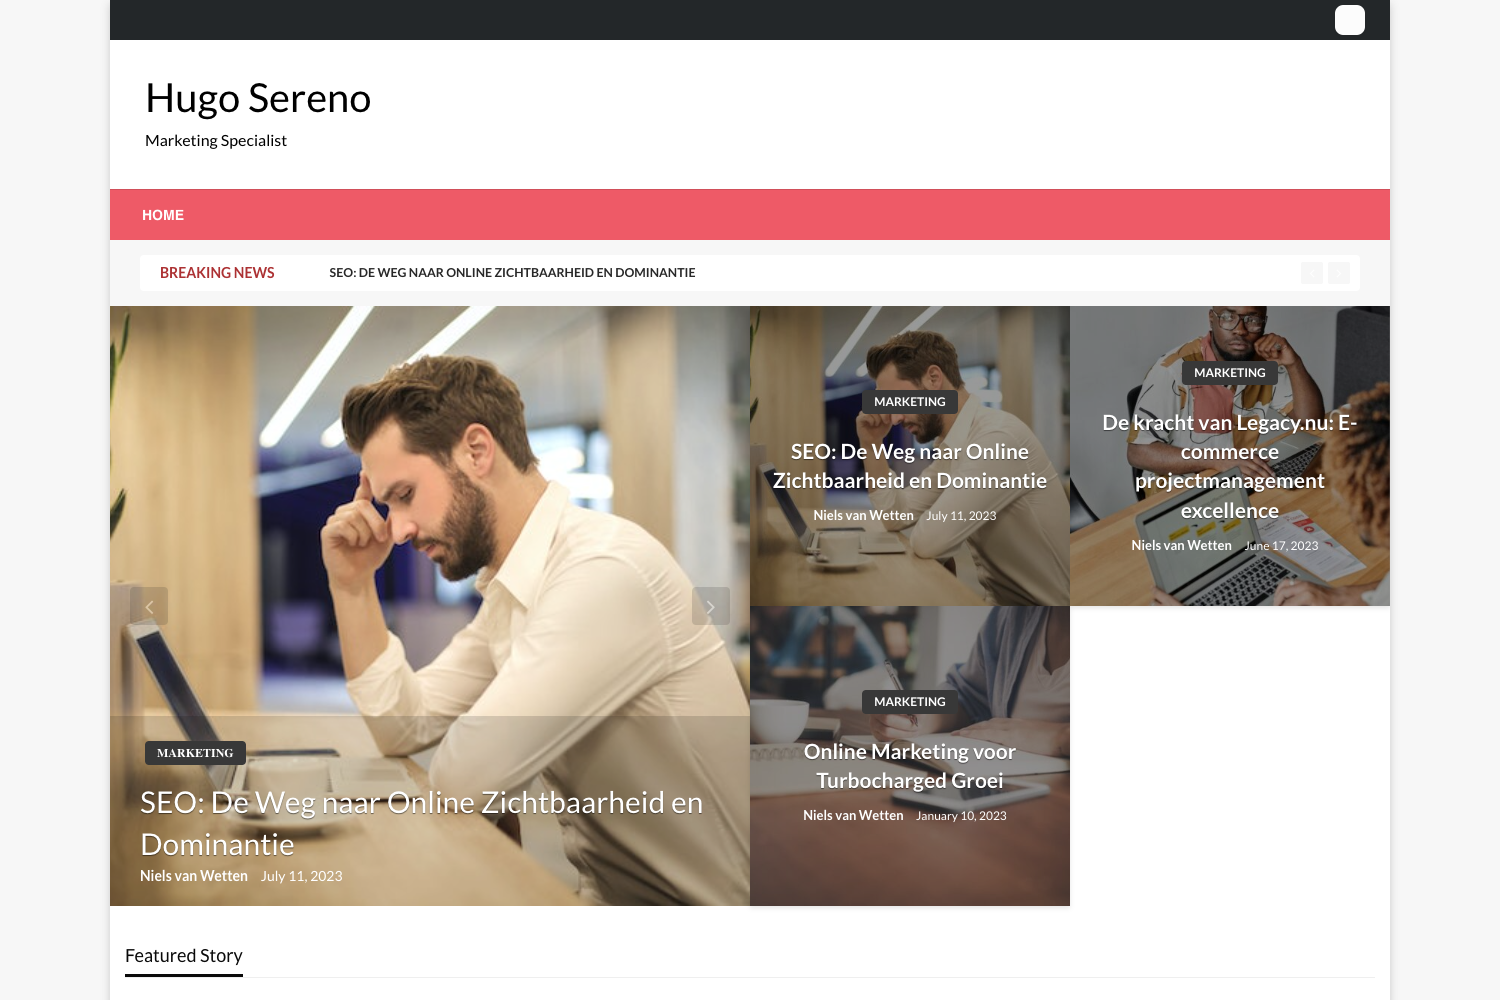 Hugo Sereno
Marketing Specialist
HOME
BREAKING NEWS
SEO: DE WEG NAAR ONLINE ZICHTBAARHEID EN DOMINANTIE
MARKETING
SEO: De Weg naar Online Zichtbaarheid en
Dominantie
Niels van Wetten July 11, 2023
MARKETING
SEO: De Weg naar Online
Zichtbaarheid en Dominantie
Niels van Wetten July 11, 2023
MARKETING
De kracht van Legacy.nu: E-
commerce
projectmanagement
excellence
Niels van Wetten June 17, 2023
MARKETING
Online Marketing voor
Turbocharged Groei
Niels van Wetten January 10, 2023
Featured Story